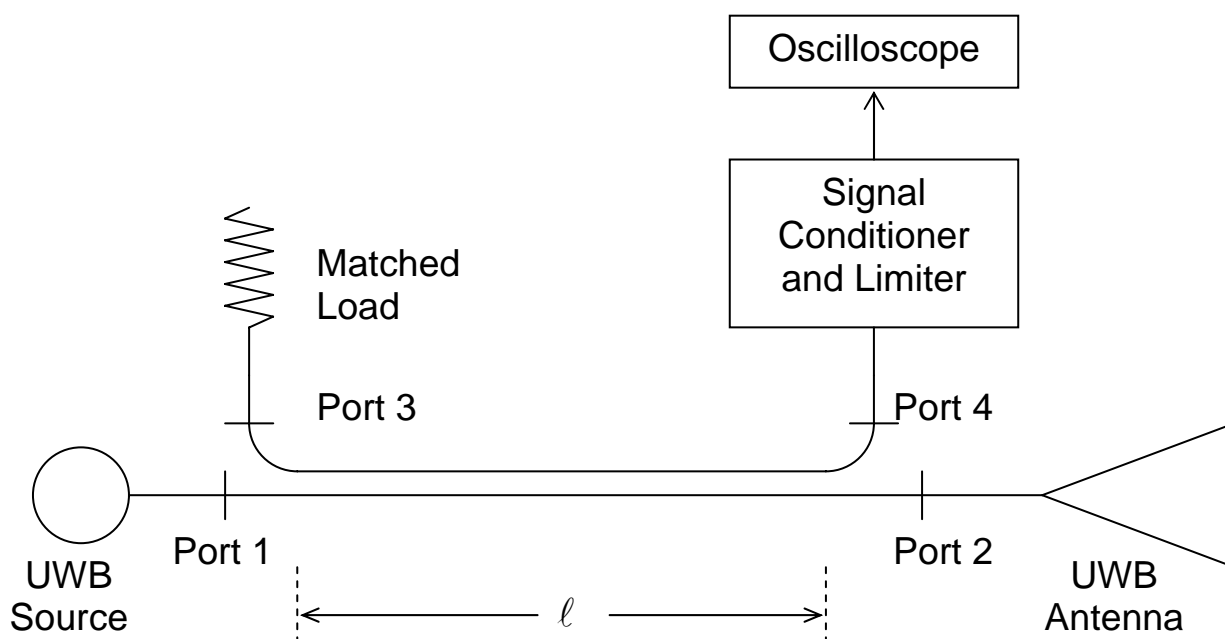 Oscilloscope
Signal
Conditioner
and Limiter
Matched
Load
Port 3
Port 4
Port 1
Port 2
UWB
Source
ℓ
UWB
Antenna